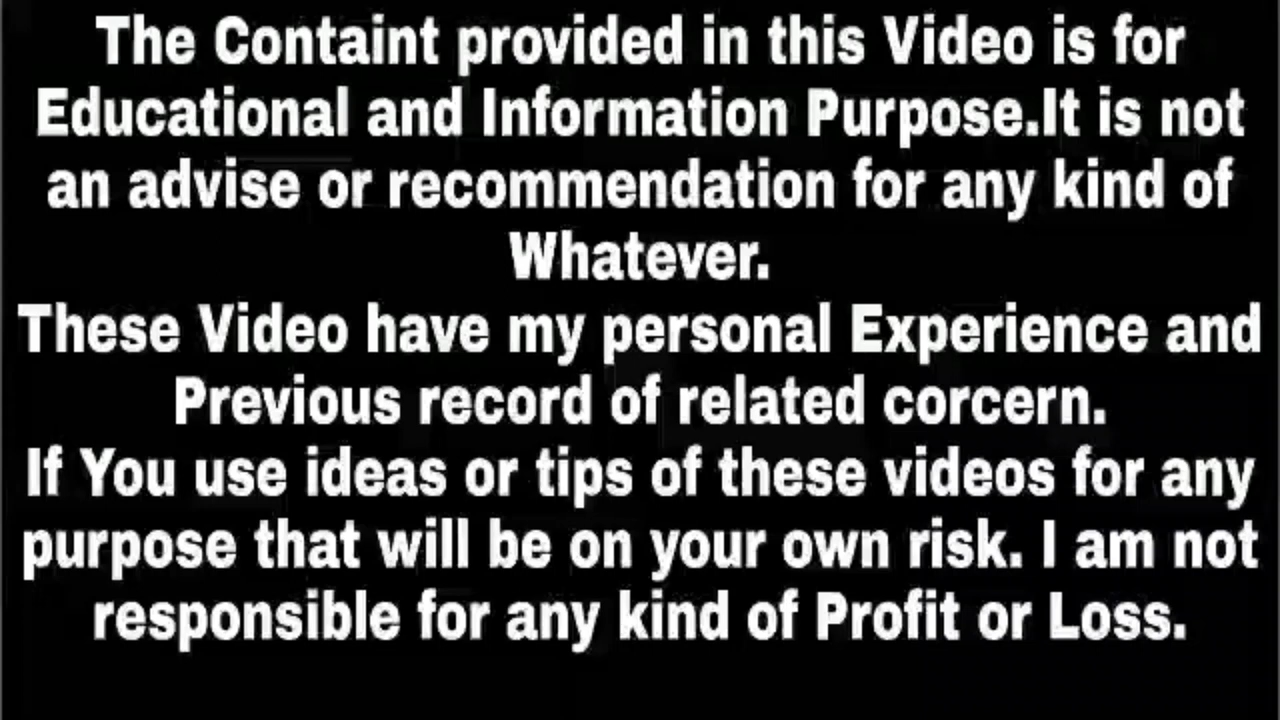 The Containt provided in this Video is for
Educational and Information Purpose.It is not
an advise or recommendation for any kind of
Whatever.
These Video have my personal Experience and
Previous record of related corcern.
If You use ideas or tips of these videos for any
purpose that will be on your own risk. I am not
responsible for any kind of Profit or Loss.